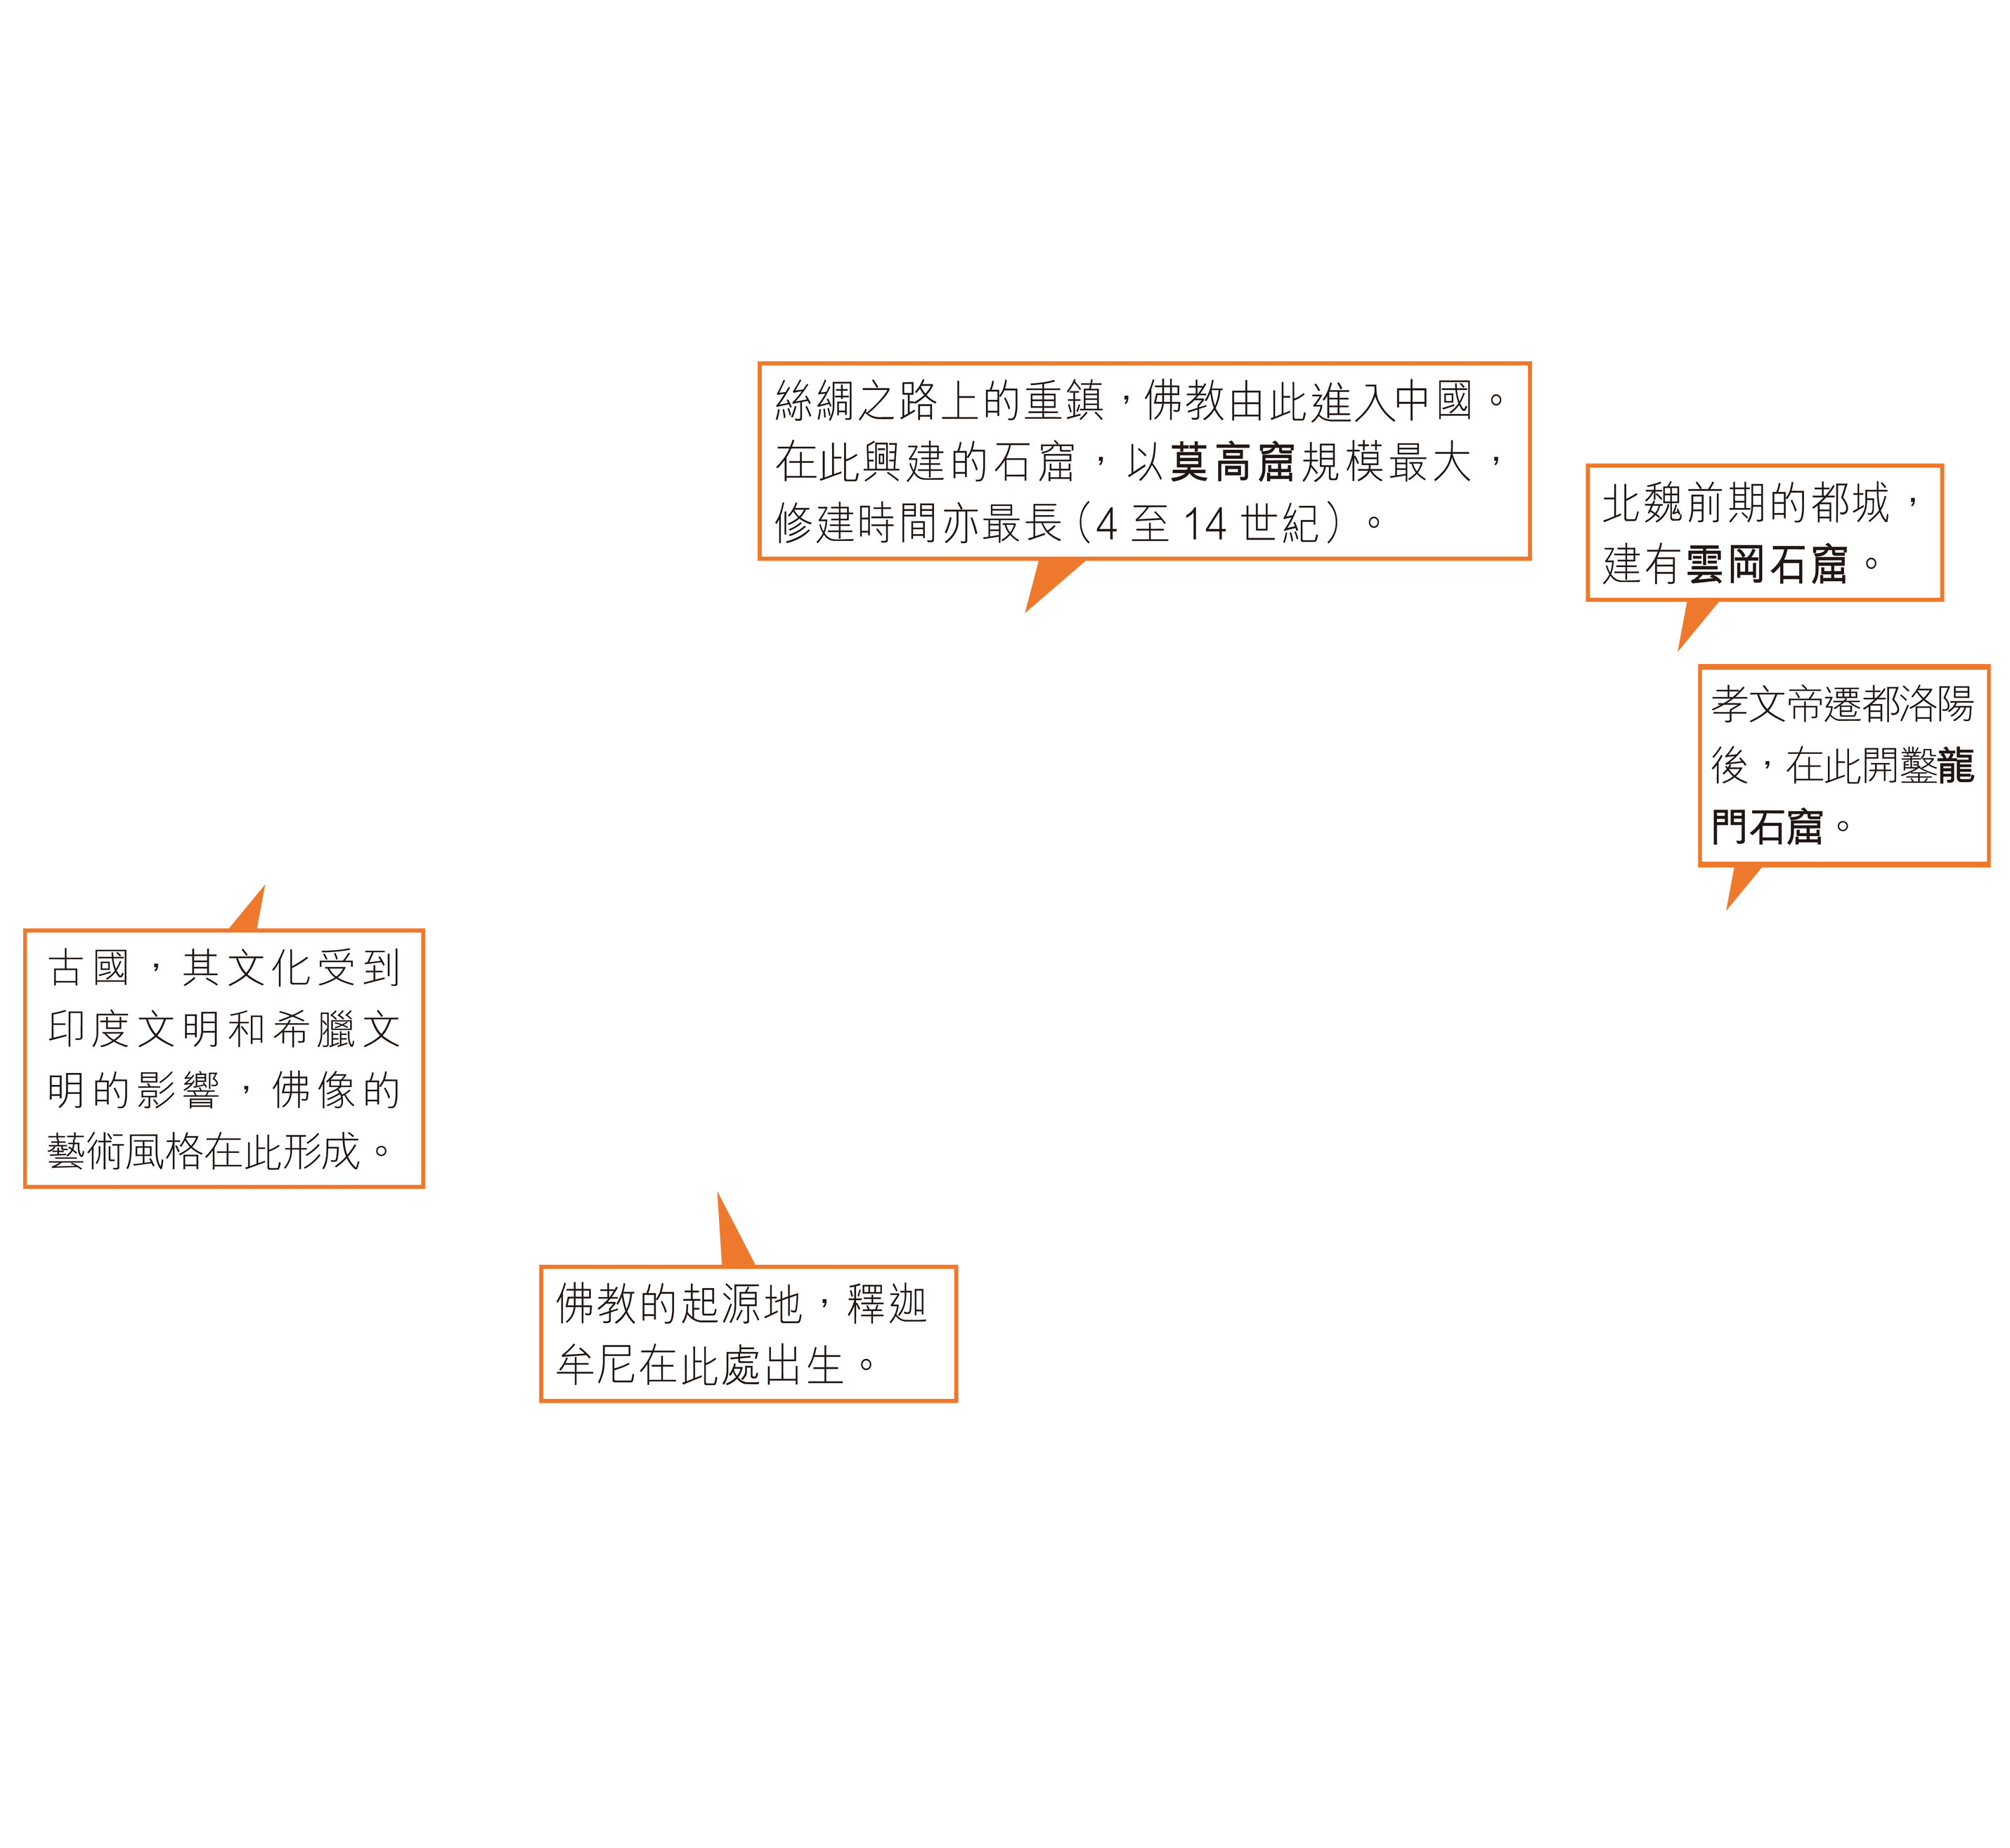 絲綢之路上的重鎮，佛教由此進入中國。
在此興建的石窟，以莫高窟規模最大，
修建時間亦最長（4 至 14 世紀）。
北魏前期的都城，
建有雲岡石窟。
孝文帝遷都洛陽
後，在此開鑿龍
門石窟。
古國，其文化受到
印度文明和希臘文
明的影響，佛像的
藝術風格在此形成。
佛教的起源地，釋迦
牟尼在此處出生。